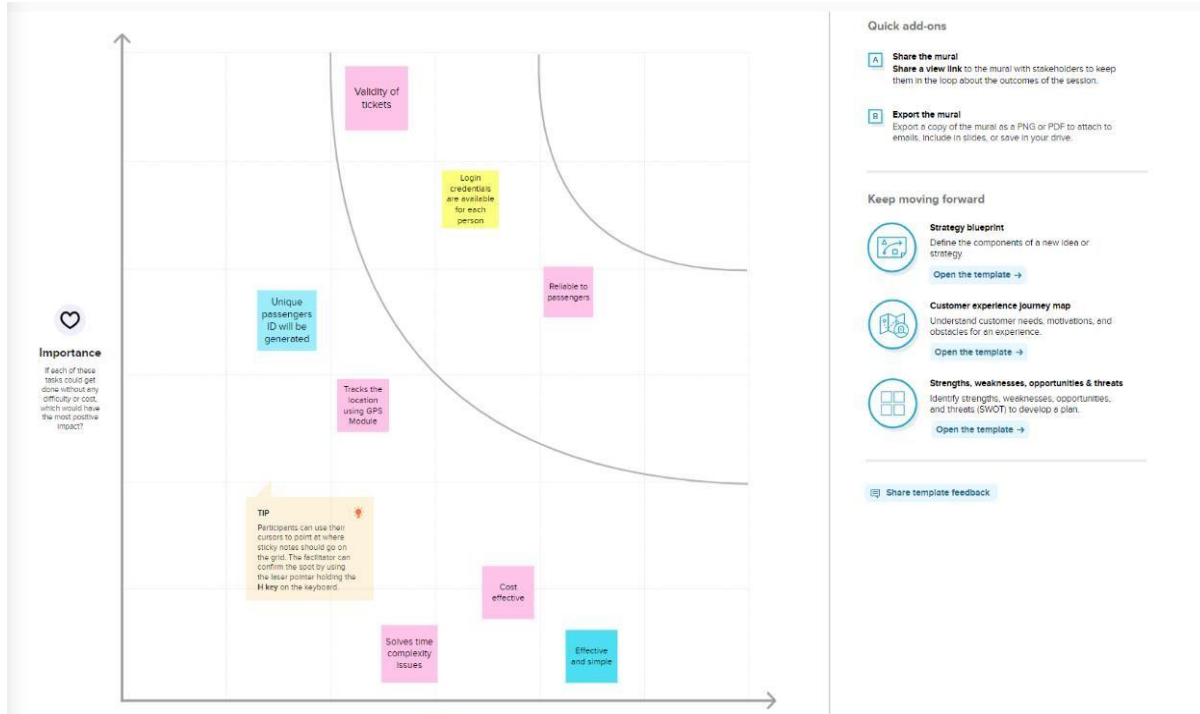 Importance
If each of these
tasks could get
done without any
difficulty or cost,
which would have
the most positive
impact?
Validity of
tickets
Login
credentials
are available
for each
person
Reliable to
passengers
Unique
passengers
ID will be
generated
Tracks the
location
using GPS
Module
TIP
Participants can use their
cursors to point at where
sticky notes should go on
the grid. The facilitator can
confirm the spot by using
the laser pointer holding the
H key on the keyboard.
Cost
effective
Solves time
complexity
issues
Effective
and simple
Quick add-ons
A
Share the mural
Share a view link to the mural with stakeholders to keep
them in the loop about the outcomes of the session.
B
Export the mural
Export a copy of the mural as a PNG or PDF to attach to
emails, include in slides, or save in your drive.
Keep moving forward
Strategy blueprint
Define the components of a new idea or
strategy.
Open the template →
Customer experience journey map
Understand customer needs, motivations, and
obstacles for an experience.
Open the template →
Strengths, weaknesses, opportunities & threats
Identify strengths, weaknesses, opportunities,
and threats (SWOT) to develop a plan.
Open the template →
Share template feedback